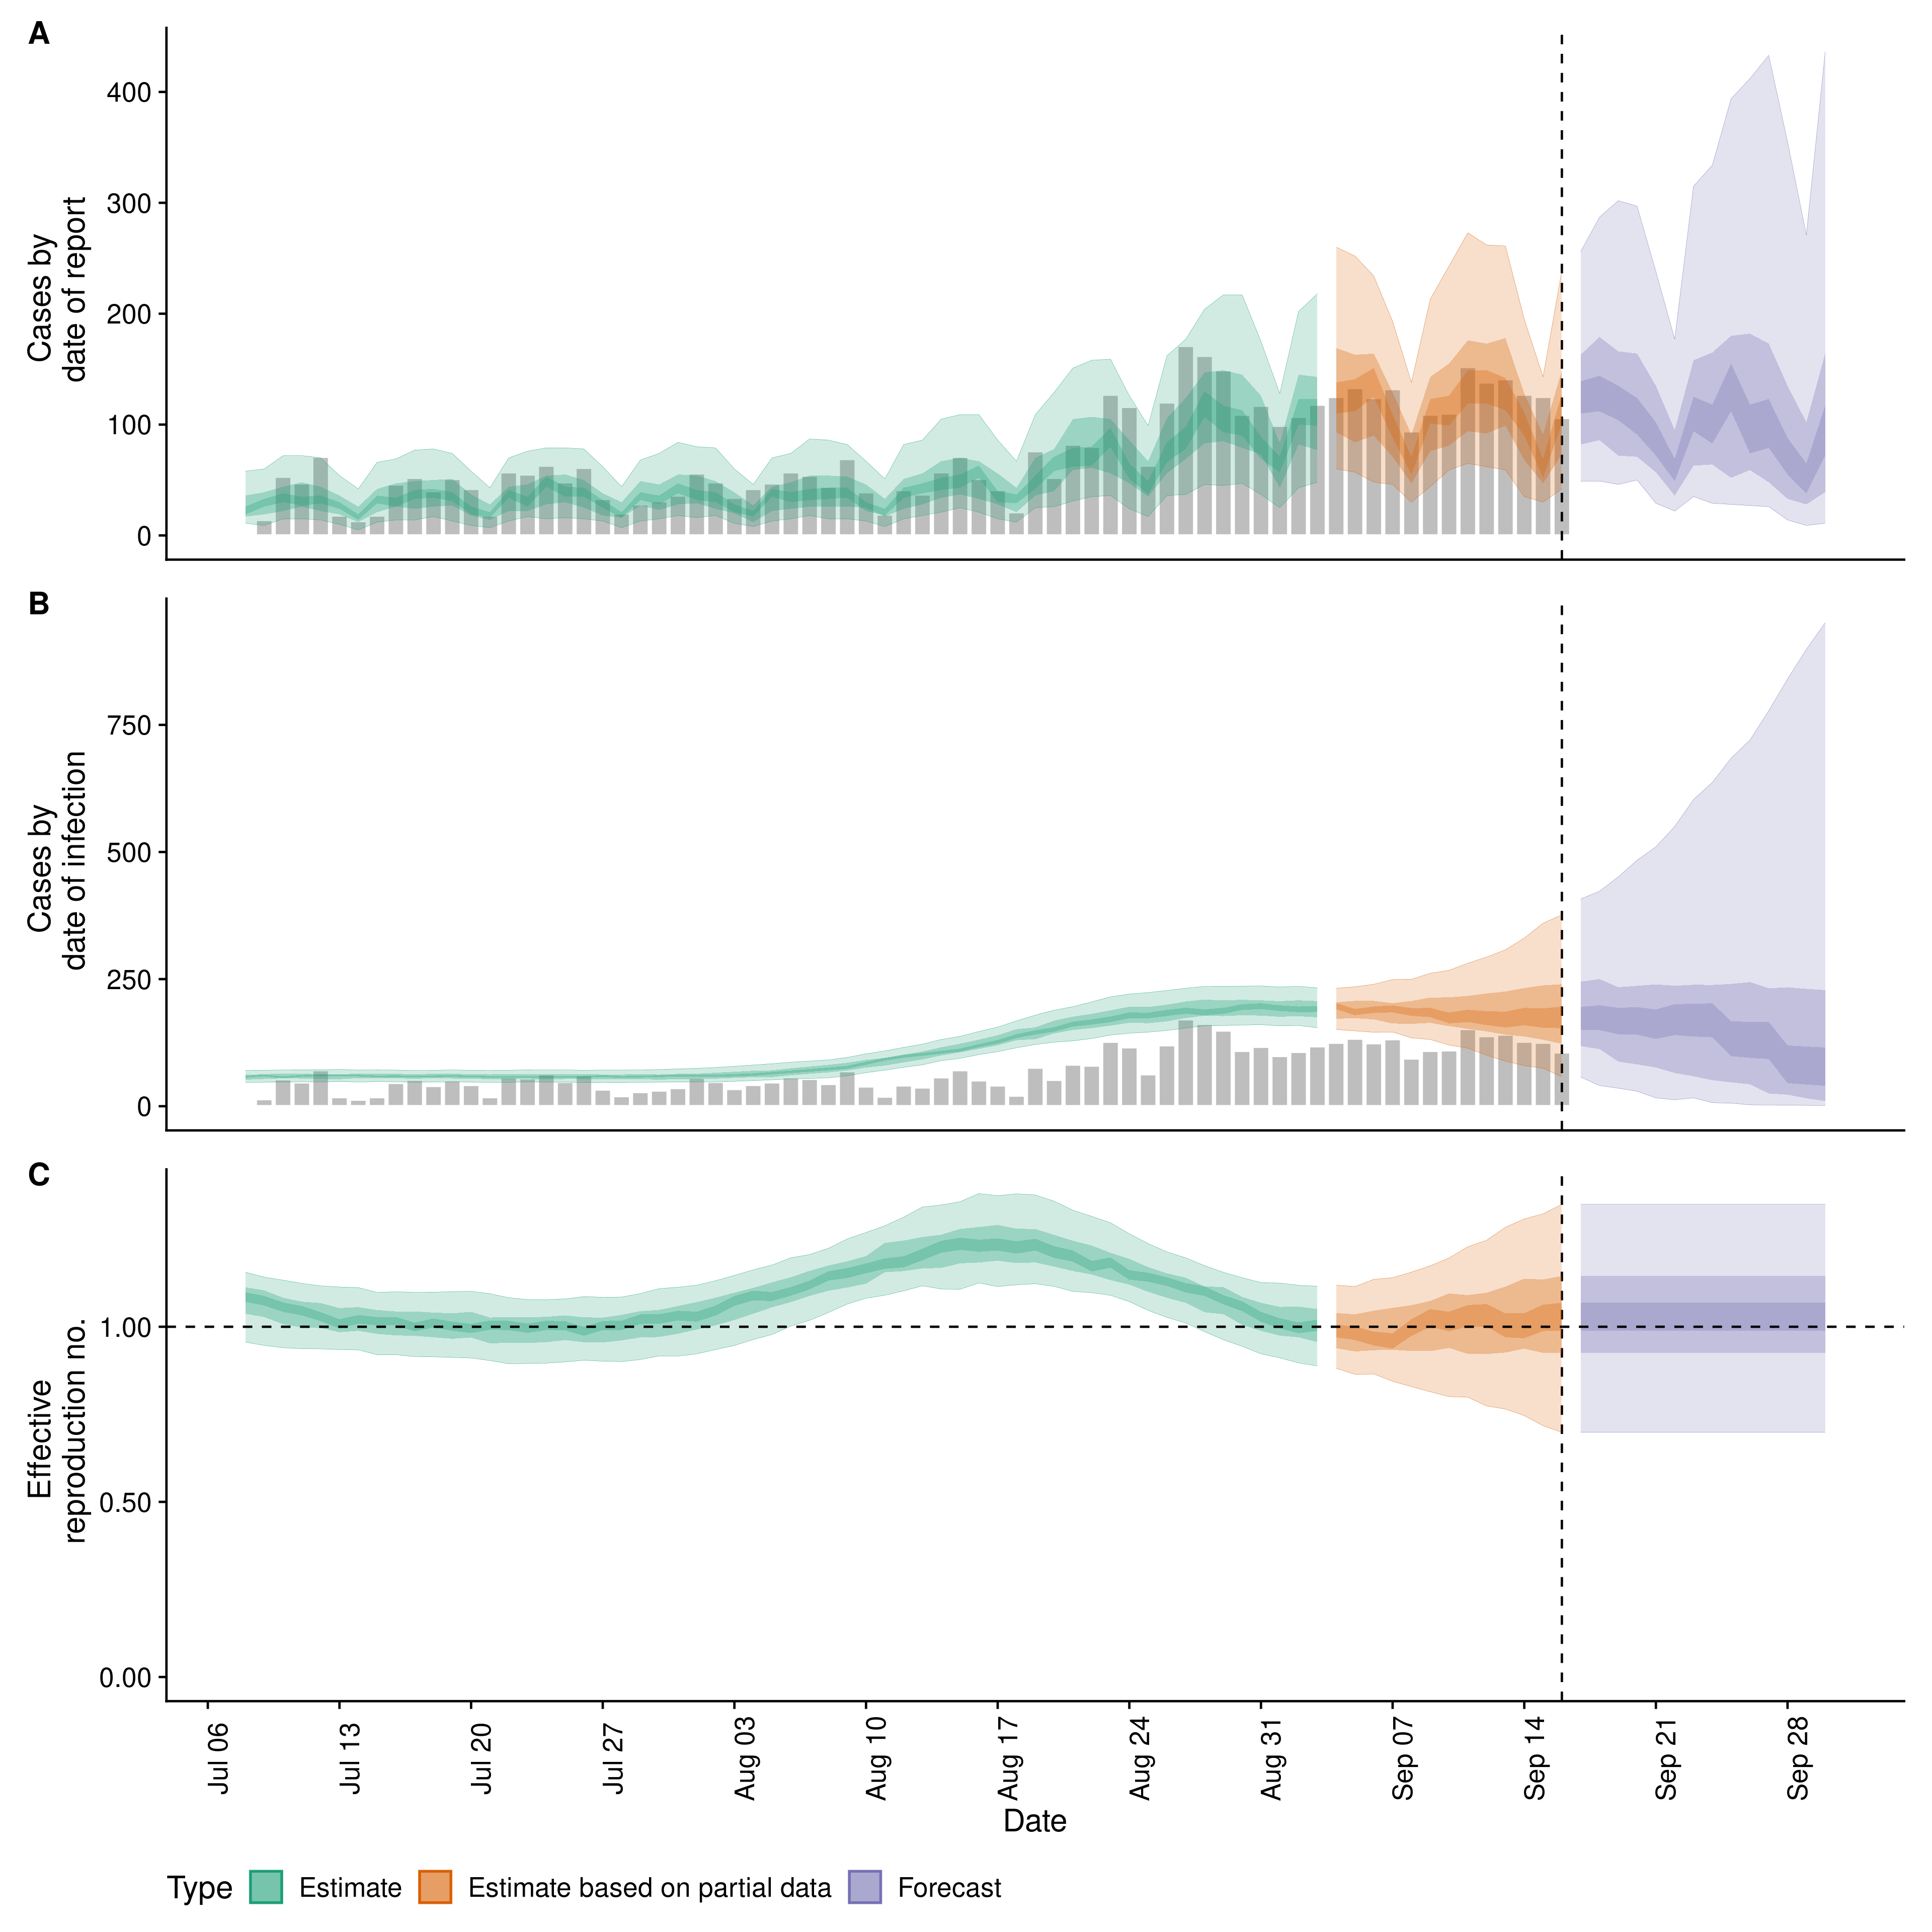 A
Cases by
date of report
400
300
200
100
0
B
Cases by
date of infection
750
500
250
0
C
Effective
reproduction no.
1.00
0.50
0.00
Jul 06
Jul 13
Jul 20
Jul 27
Aug 03
Aug 10
Aug 17
Aug 24
Aug 31
Sep 07
Sep 14
Sep 21
Sep 28
Date
Type Estimate Estimate based on partial data Forecast